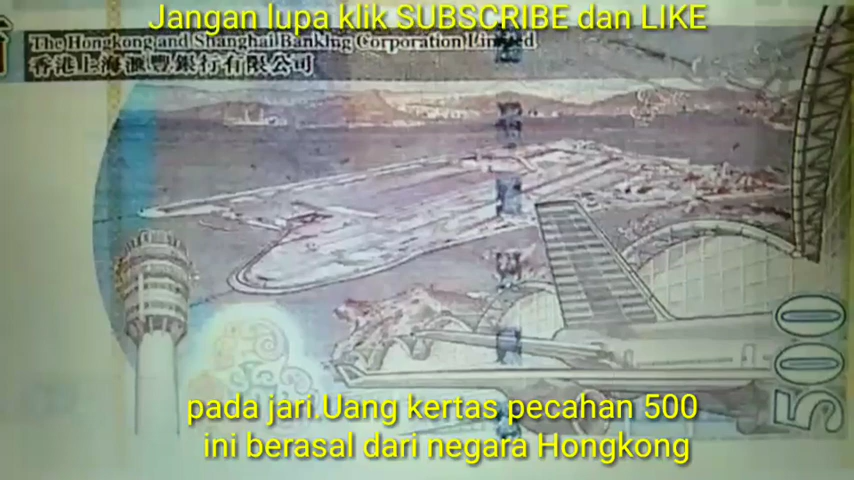 Jangan lupa klik SUBSCRIBE dan LIKE
The Hongkong and Shanghai Banking Corporation Limited
香港上海滙豐銀行有限公司
500
pada jari.Uang kertas pecahan 500
ini berasal dari negara Hongkong